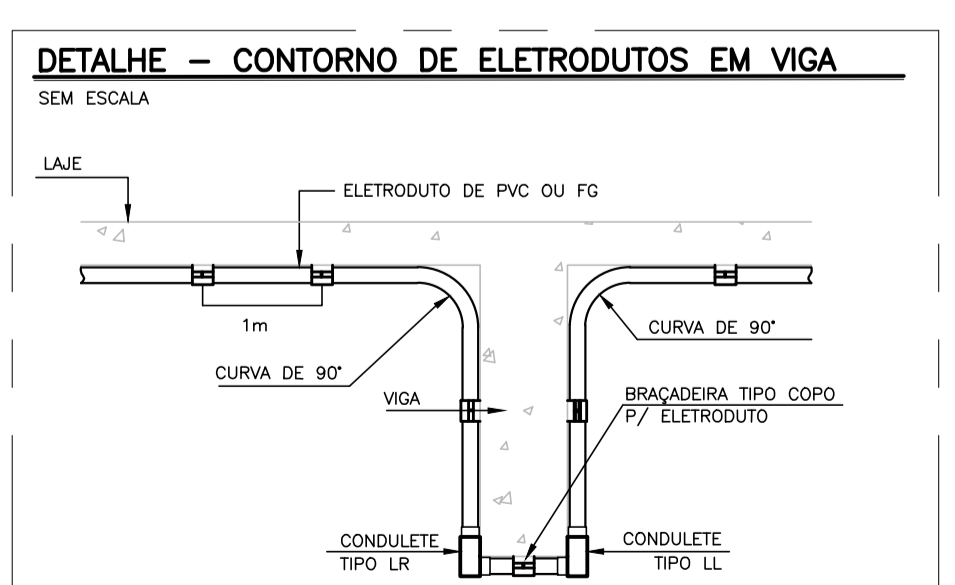 DETALHE – CONTORNO DE ELETRODUTOS EM VIGA
SEM ESCALA
LAJE
ELETRODUTO DE PVC OU FG
1m
CURVA DE 90°
CURVA DE 90°
VIGA
BRAÇADEIRA TIPO COPO
P/ ELETRODUTO
CONDULETE
TIPO LR
CONDULETE
TIPO LL